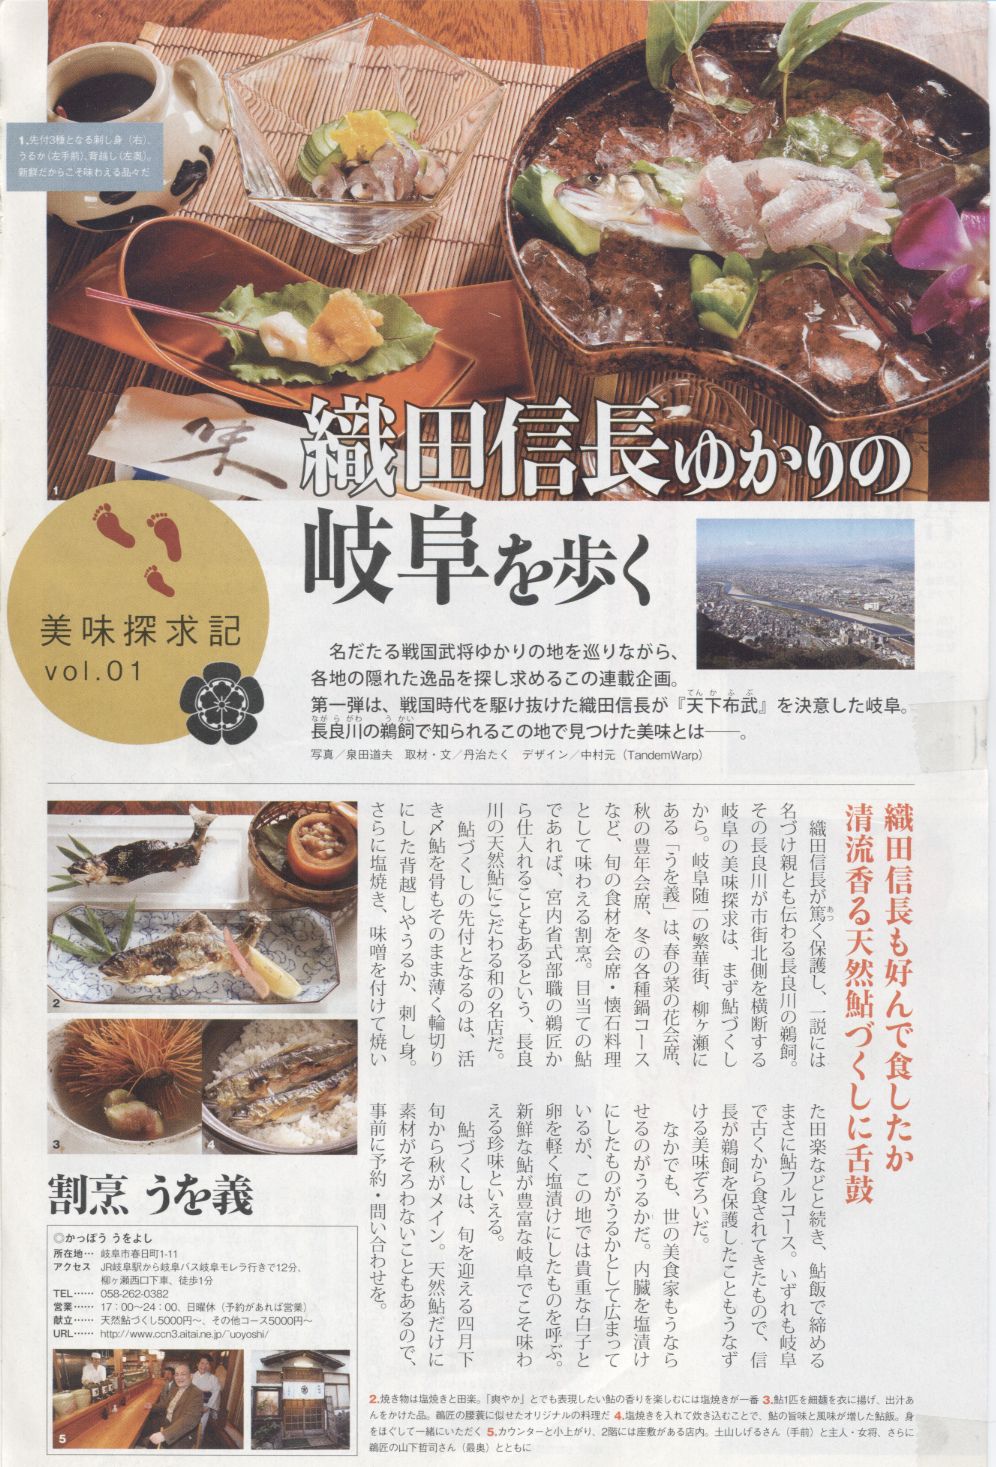 1.先付3種となる刺し身（右）、
うるか（左手前）、背越し（左奥）。
新鮮だからこそ味わえる品々だ
味
1
織田信長ゆかりの
岐阜を歩く
美味探求記
vol.01
名だたる戦国武将ゆかりの地を巡りながら、
各地の隠れた逸品を探し求めるこの連載企画。
第一弾は、戦国時代を駆け抜けた織田信長が『天下布武』を決意した岐阜。
長良川の鵜飼で知られるこの地で見つけた美味とは――。
写真／泉田道夫　取材・文／丹治たく　デザイン／中村元（TandemWarp）
織田信長も好んで食したか
清流香る天然鮎づくしに舌鼓
織田信長が篤く保護し、一説には
名づけ親とも伝わる長良川の鵜飼。
その長良川が市街北側を横断する
岐阜の美味探求は、まず鮎づくし
から。岐阜随一の繁華街、柳ヶ瀬に
ある「うを義」は、春の菜の花会席、
秋の豊年会席、冬の各種鍋コース
など、旬の食材を会席・懐石料理
として味わえる割烹。目当ての鮎
であれば、宮内省式部職の鵜匠か
ら仕入れることもあるという、長良
川の天然鮎にこだわる和の名店だ。
鮎づくしの先付となるのは、活
き〆鮎を骨もそのまま薄く輪切り
にした背越しやうるか、刺し身。
さらに塩焼き、味噌を付けて焼い
た田楽などと続き、鮎飯で締める
まさに鮎フルコース。いずれも岐阜
で古くから食されてきたもので、信
長が鵜飼を保護したこともうなず
ける美味ぞろいだ。
なかでも、世の美食家もうなら
せるのがうるかだ。内臓を塩漬け
にしたものがうるかとして広まって
いるが、この地では貴重な白子と
卵を軽く塩漬けにしたものを呼ぶ。
新鮮な鮎が豊富な岐阜でこそ味わ
える珍味といえる。
鮎づくしは、旬を迎える四月下
旬から秋がメイン。天然鮎だけに
素材がそろわないこともあるので、
事前に予約・問い合わせを。
2
3
4
割烹 うを義
◎かっぽう うをよし
所在地… 岐阜市春日町1-11
アクセス JR岐阜駅から岐阜バス岐阜モレラ行きで12分、
柳ヶ瀬西口下車、徒歩1分
TEL…… 058-262-0382
営業…… 17：00〜24：00、日曜休（予約があれば営業）
献立…… 天然鮎づくし5000円〜、その他コース5000円〜
URL…… http://www.ccn3.aitai.ne.jp/~uoyoshi/
5
2.焼き物は塩焼きと田楽。「爽やか」とでも表現したい鮎の香りを楽しむには塩焼きが一番 3.鮎1匹を細麺を衣に揚げ、出汁あ
んをかけた品。鵜匠の腰蓑に似せたオリジナルの料理だ 4.塩焼きを入れて炊き込むことで、鮎の旨味と風味が増した鮎飯。身
をほぐして一緒にいただく 5.カウンターと小上がり、2階には座敷がある店内。土山しげるさん（手前）と主人・女将、さらに
鵜匠の山下哲司さん（最奥）とともに